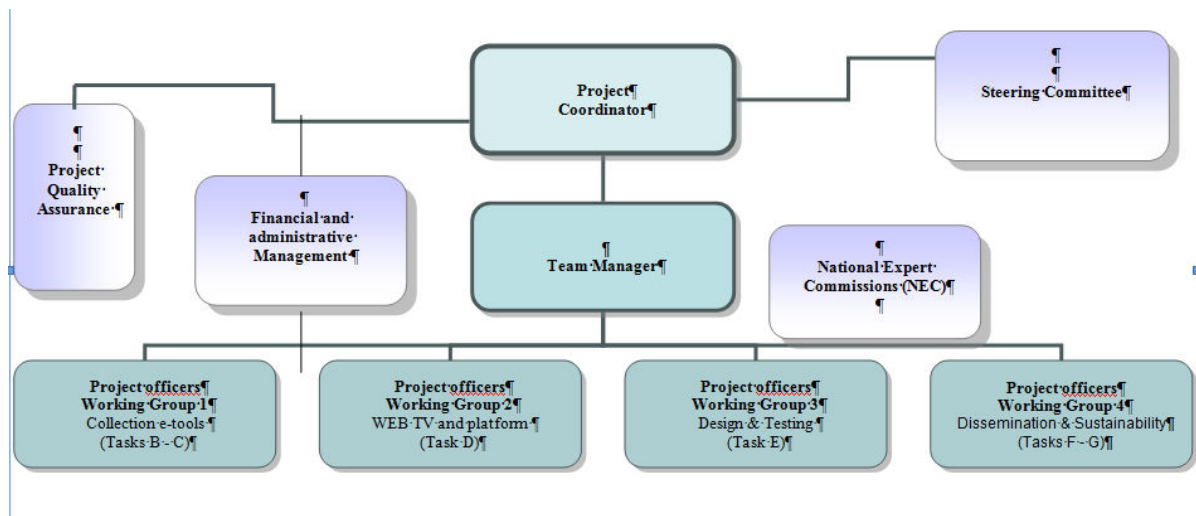 Project¶
Coordinator¶
¶
¶
Steering·Committee¶
¶
¶
Project·
Quality·
Assurance·¶
¶
Financial·and·
administrative·
Management¶
¶
Team·Manager¶
¶
National·Expert·
Commissions·(NEC)¶
¶
Project·officers¶
Working·Group·1¶
Collection·e-tools·¶
(Tasks·B·-·C)¶
Project·officers¶
Working·Group·2¶
WEB·TV·and·platform·¶
(Task·D)¶
Project·officers¶
Working·Group·3¶
Design·&·Testing¶
(Task·E)¶
Project·officers¶
Working·Group·4¶
Dissemination·&·Sustainability¶
(Tasks·F·-·G)¶